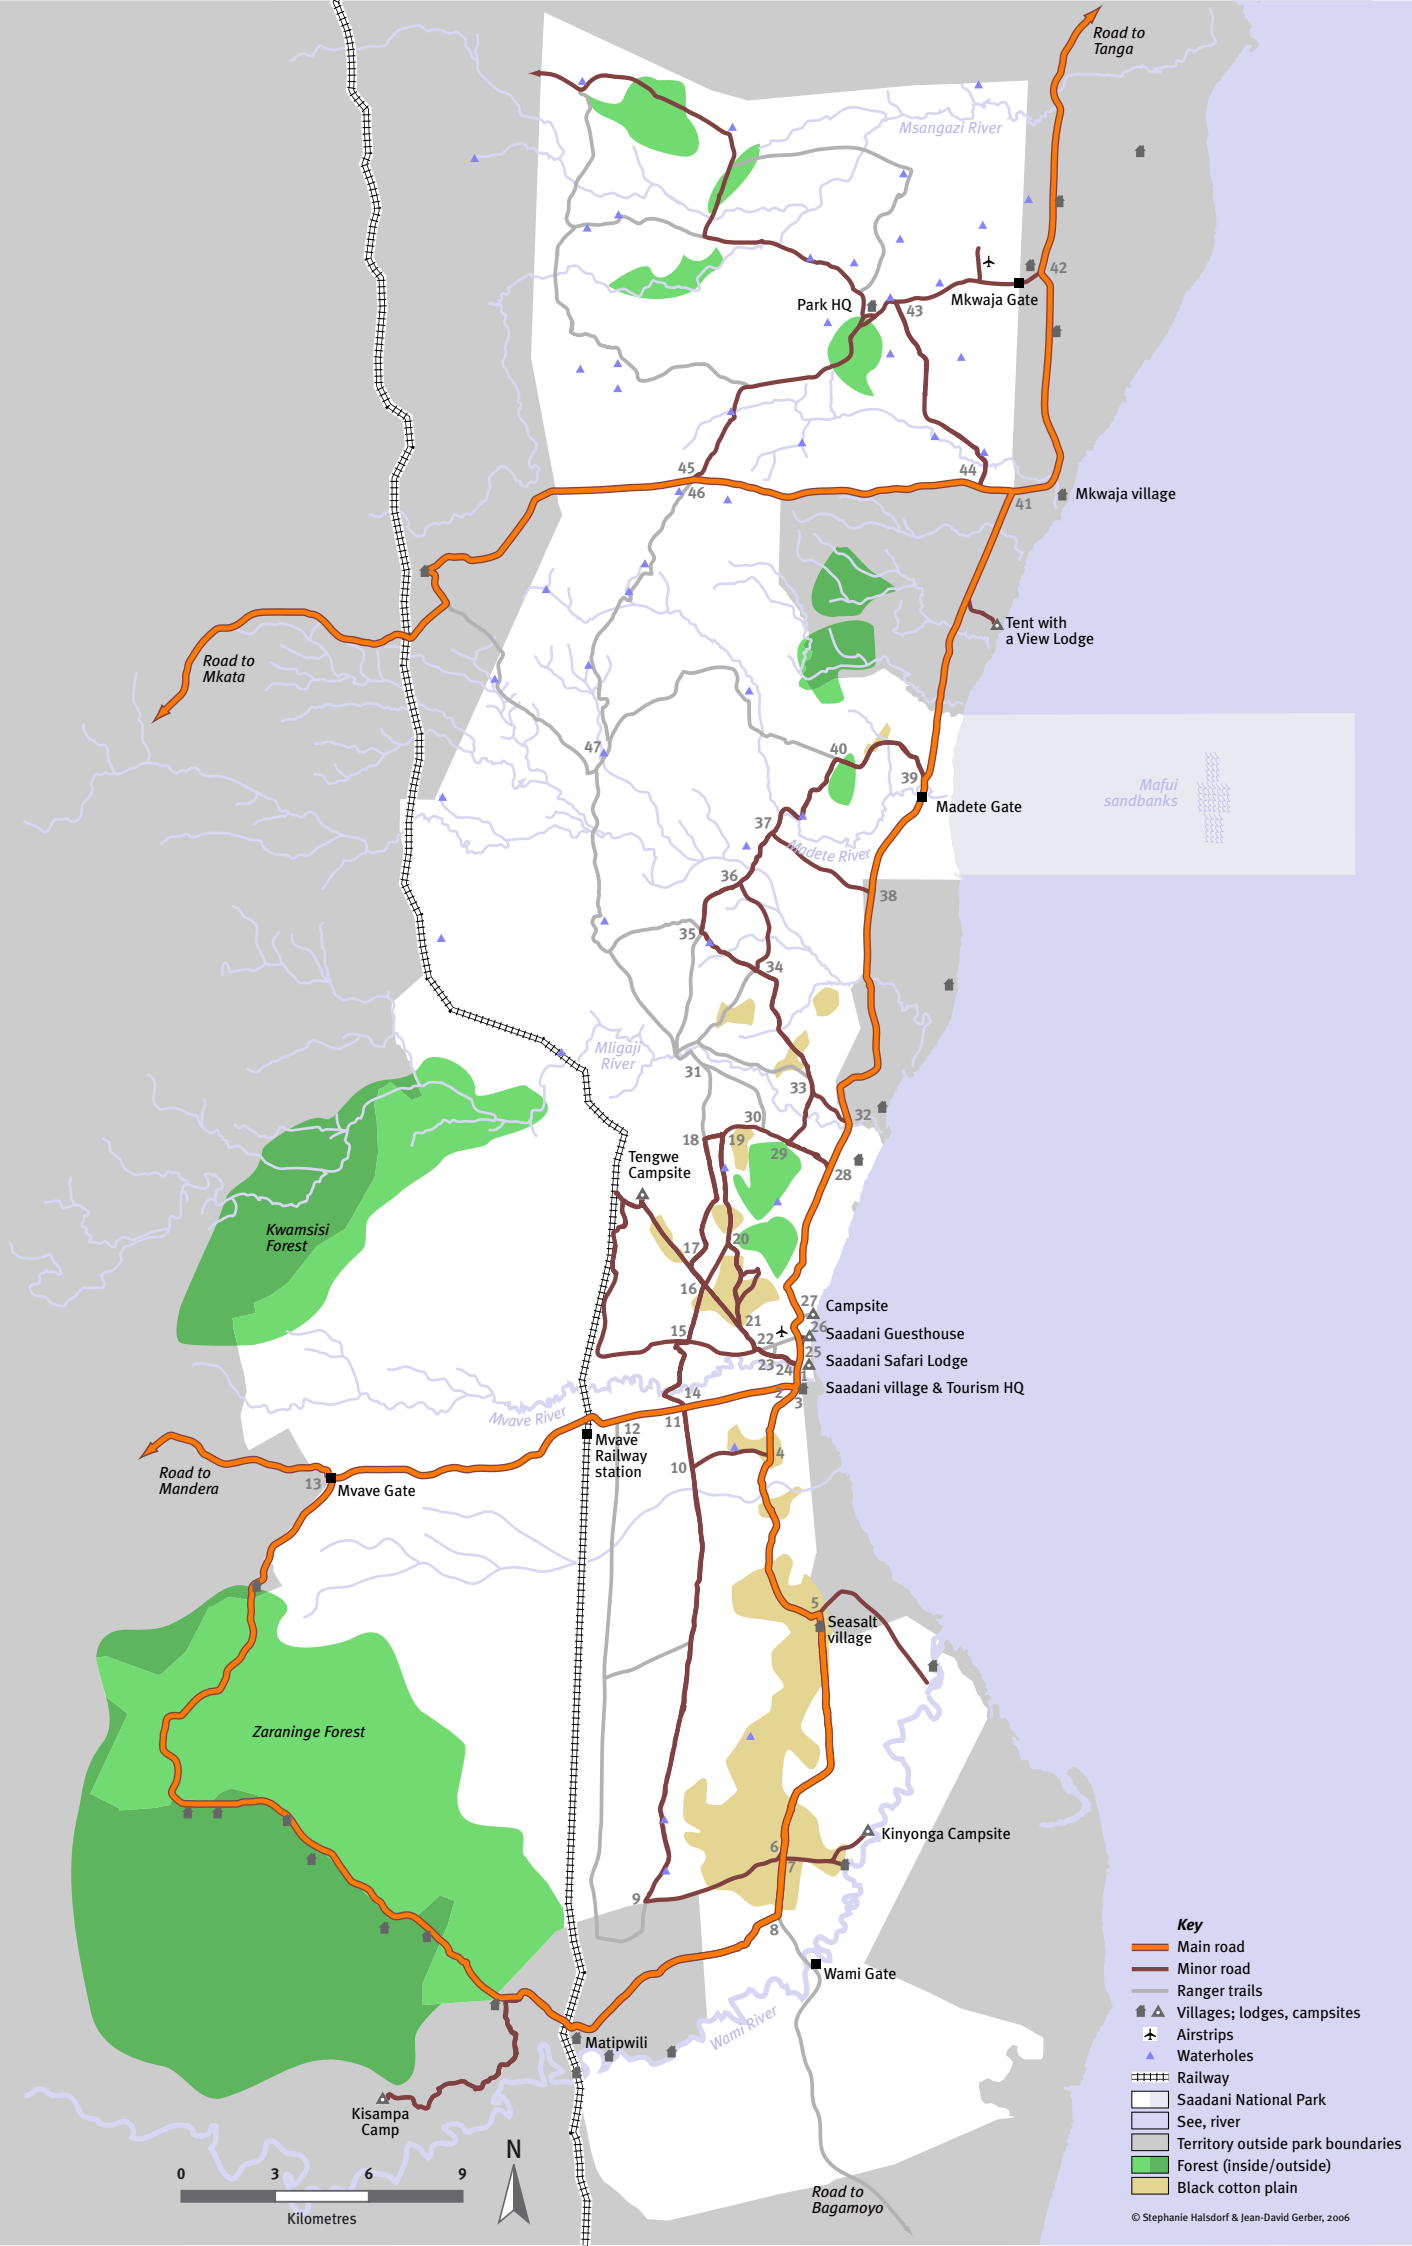 Road to
Tanga
Msangazi River
42
Park HQ
Mkwaja Gate
43
45
46
44
41
Mkwaja village
Tent with
a View Lodge
Road to
Mkata
47
40
39
Mafui
sandbanks
Madete Gate
37
Madete River
36
38
35
34
Mligaji
River
31
33
32
30
18
19
29
28
Tengwe
Campsite
Kwamsisi
Forest
17
20
16
27
Campsite
26
Saadani Guesthouse
21
15
22
25
23
24
Saadani Safari Lodge
1
2
3
Saadani village & Tourism HQ
14
Mvave River
11
12
Mvave
Railway
station
4
10
Road to
Mandera
13
Mvave Gate
5
Seasalt
village
Zaraninge Forest
6
7
Kinyonga Campsite
9
8
Wami Gate
Wami River
Matipwili
Kisampa
Camp
N
0 3 6 9
Kilometres
Road to
Bagamoyo
Key
Main road
Minor road
Ranger trails
Villages; lodges, campsites
Airstrips
Waterholes
Railway
Saadani National Park
See, river
Territory outside park boundaries
Forest (inside/outside)
Black cotton plain
© Stephanie Halsdorf & Jean-David Gerber, 2006